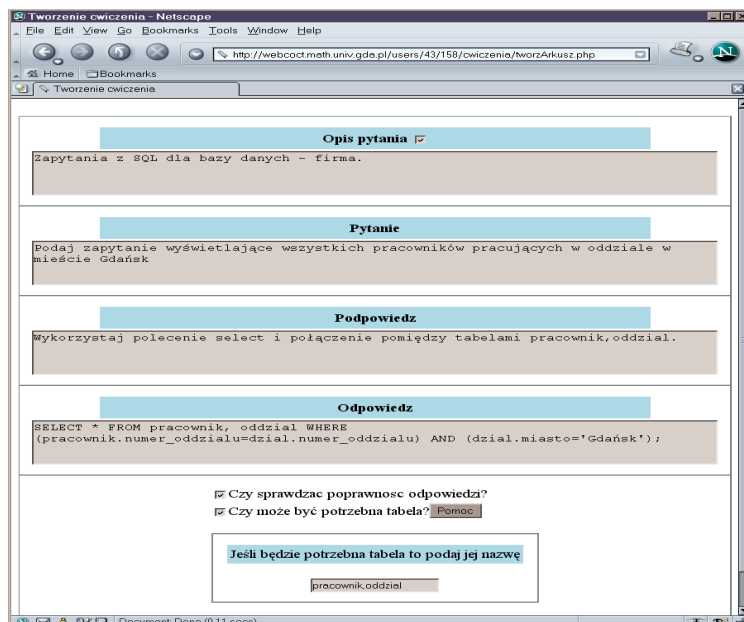 Tworzenie cwiczenia - Netscape
File Edit View Go Bookmarks Tools Window Help
http://webcoct.math.univ.gda.pl/users/43/158/cwiczenia/tworzArkusz.php
Home Bookmarks
Tworzenie cwiczenia
Opis pytania
Zapytania z SQL dla bazy danych - firma.
Pytanie
Podaj zapytanie wyświetlające wszystkich pracowników pracujących w oddziale w
mieście Gdańsk
Podpowiedz
Wykorzystaj polecenie select i połączenie pomiędzy tabelami pracownik,oddzial.
Odpowiedz
SELECT * FROM pracownik, oddzial WHERE
(pracownik.numer_oddzialu=dzial.numer_oddzialu) AND (dzial.miasto='Gdańsk');
Czy sprawdzac poprawnosc odpowiedzi?
Czy może być potrzebna tabela? Pomoc
Jeśli będzie potrzebna tabela to podaj jej nazwę
pracownik,oddzial
Document: Done (0.11 secs)